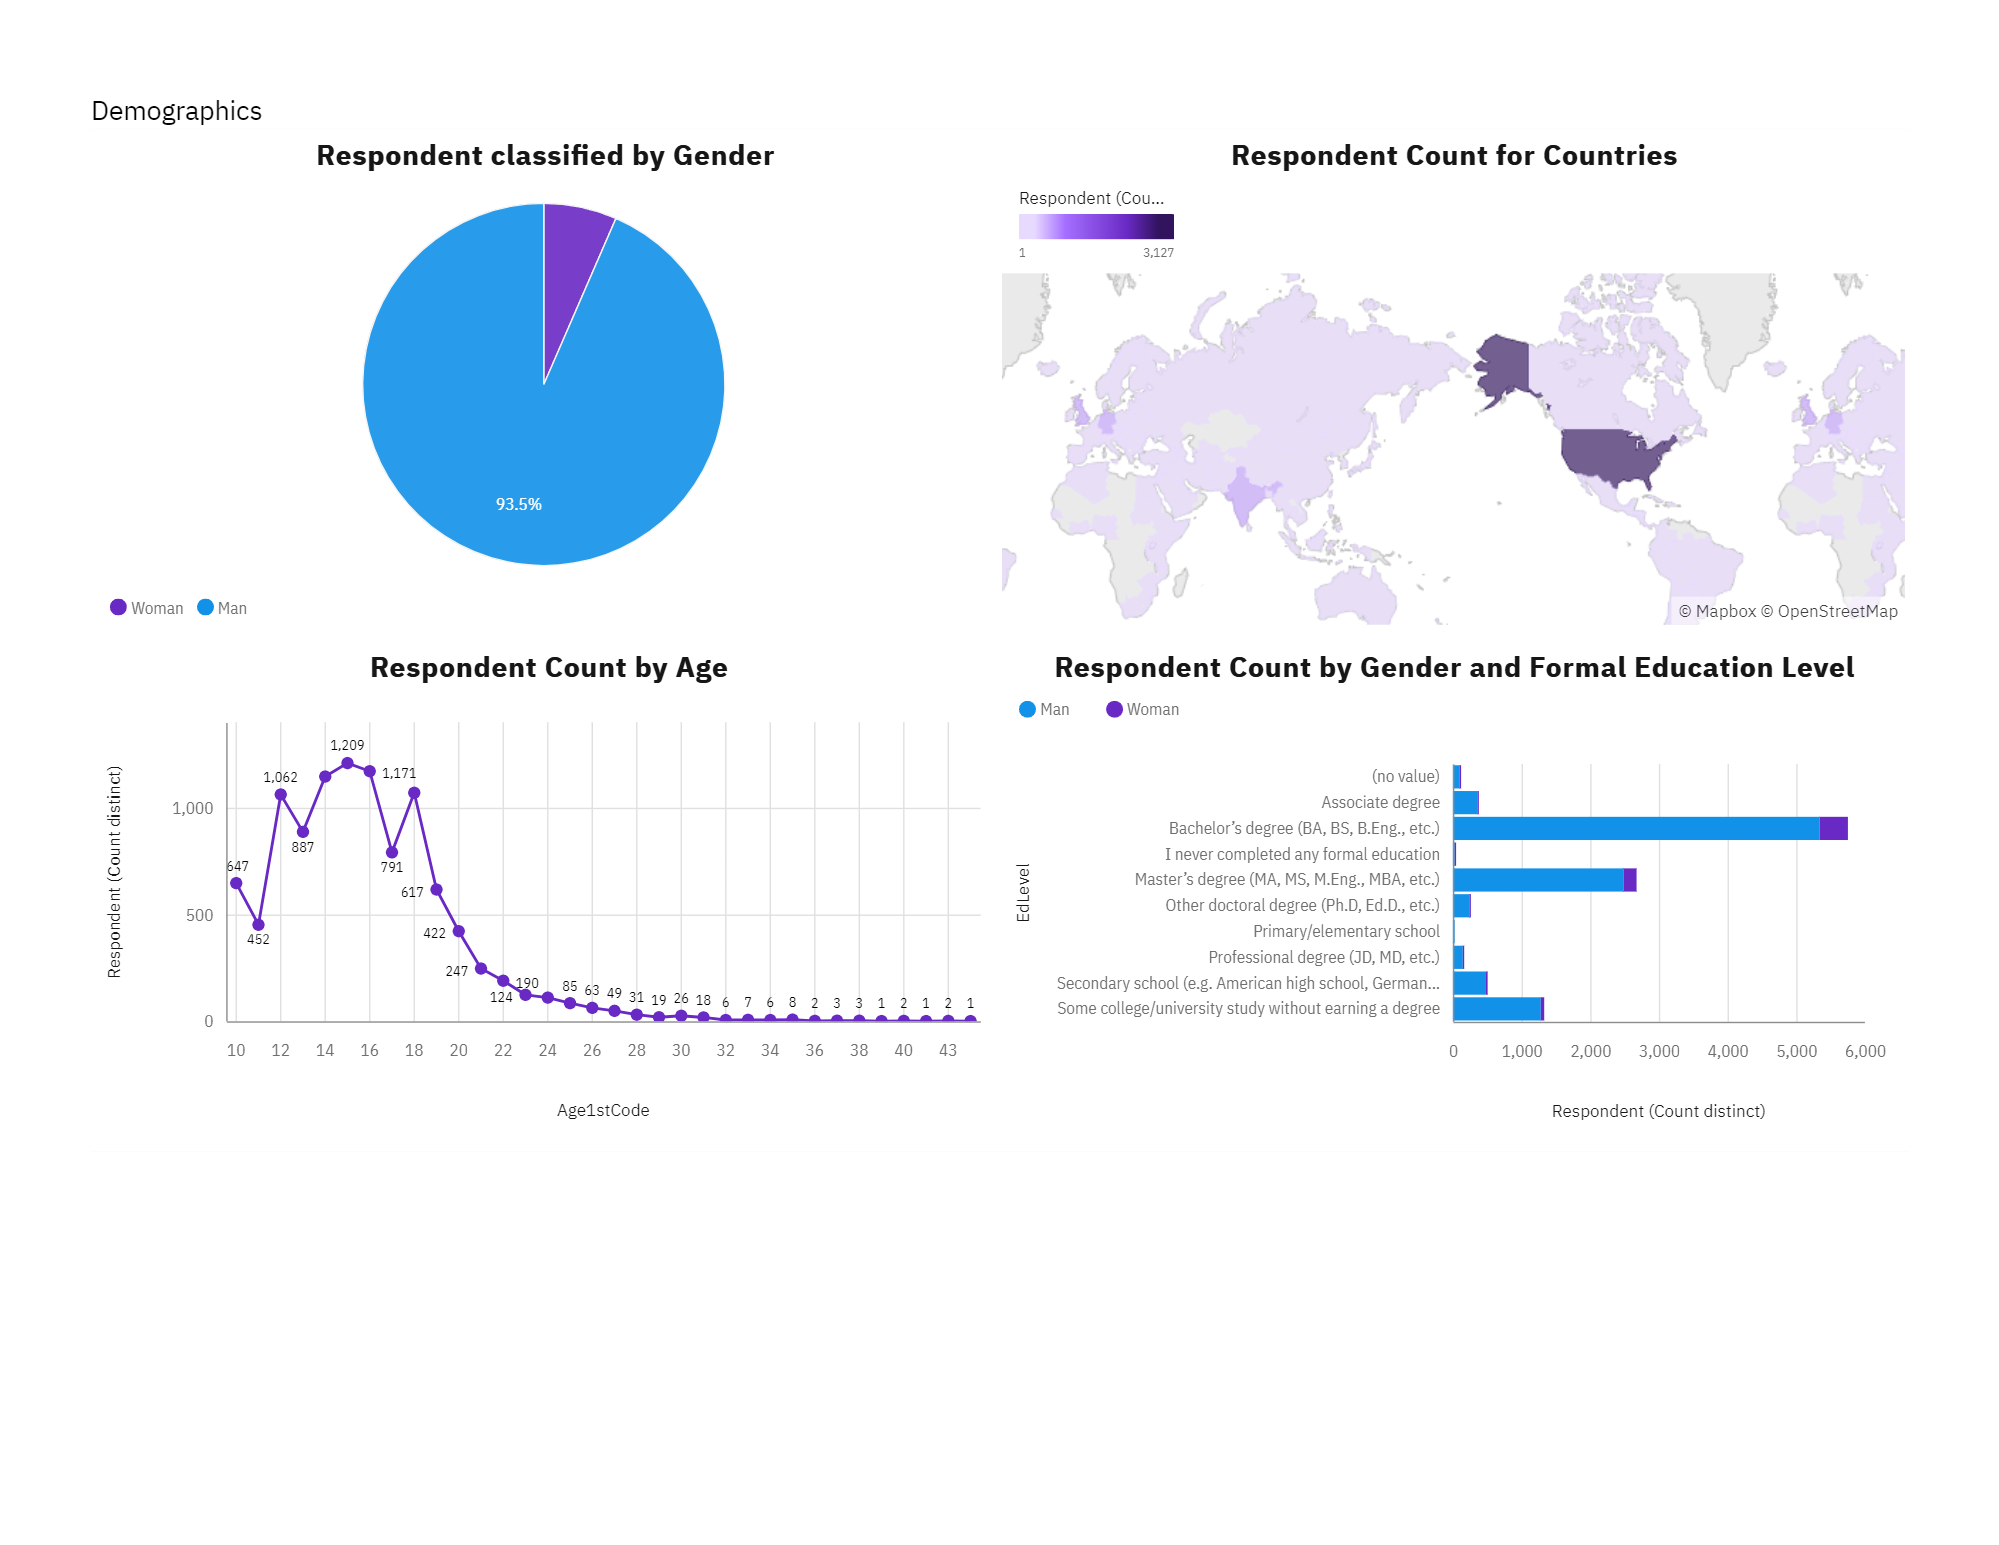 Demographics
Respondent classified by Gender
93.5%
Woman Man
Respondent Count for Countries
Respondent (Cou...
1 3,127
© Mapbox © OpenStreetMap
Respondent Count by Age
Respondent (Count distinct)
1,000
500
0
647
452
1,062
887
1,209
1,171
791
617
422
247
124
190
85
63
49
31
19
26
18
6
7
6
8
2
3
3
1
2
1
2
1
10 12 14 16 18 20 22 24 26 28 30 32 34 36 38 40 43
Age1stCode
Respondent Count by Gender and Formal Education Level
Man Woman
EdLevel
(no value)
Associate degree
Bachelor’s degree (BA, BS, B.Eng., etc.)
I never completed any formal education
Master’s degree (MA, MS, M.Eng., MBA, etc.)
Other doctoral degree (Ph.D, Ed.D., etc.)
Primary/elementary school
Professional degree (JD, MD, etc.)
Secondary school (e.g. American high school, German...
Some college/university study without earning a degree
0 1,000 2,000 3,000 4,000 5,000 6,000
Respondent (Count distinct)